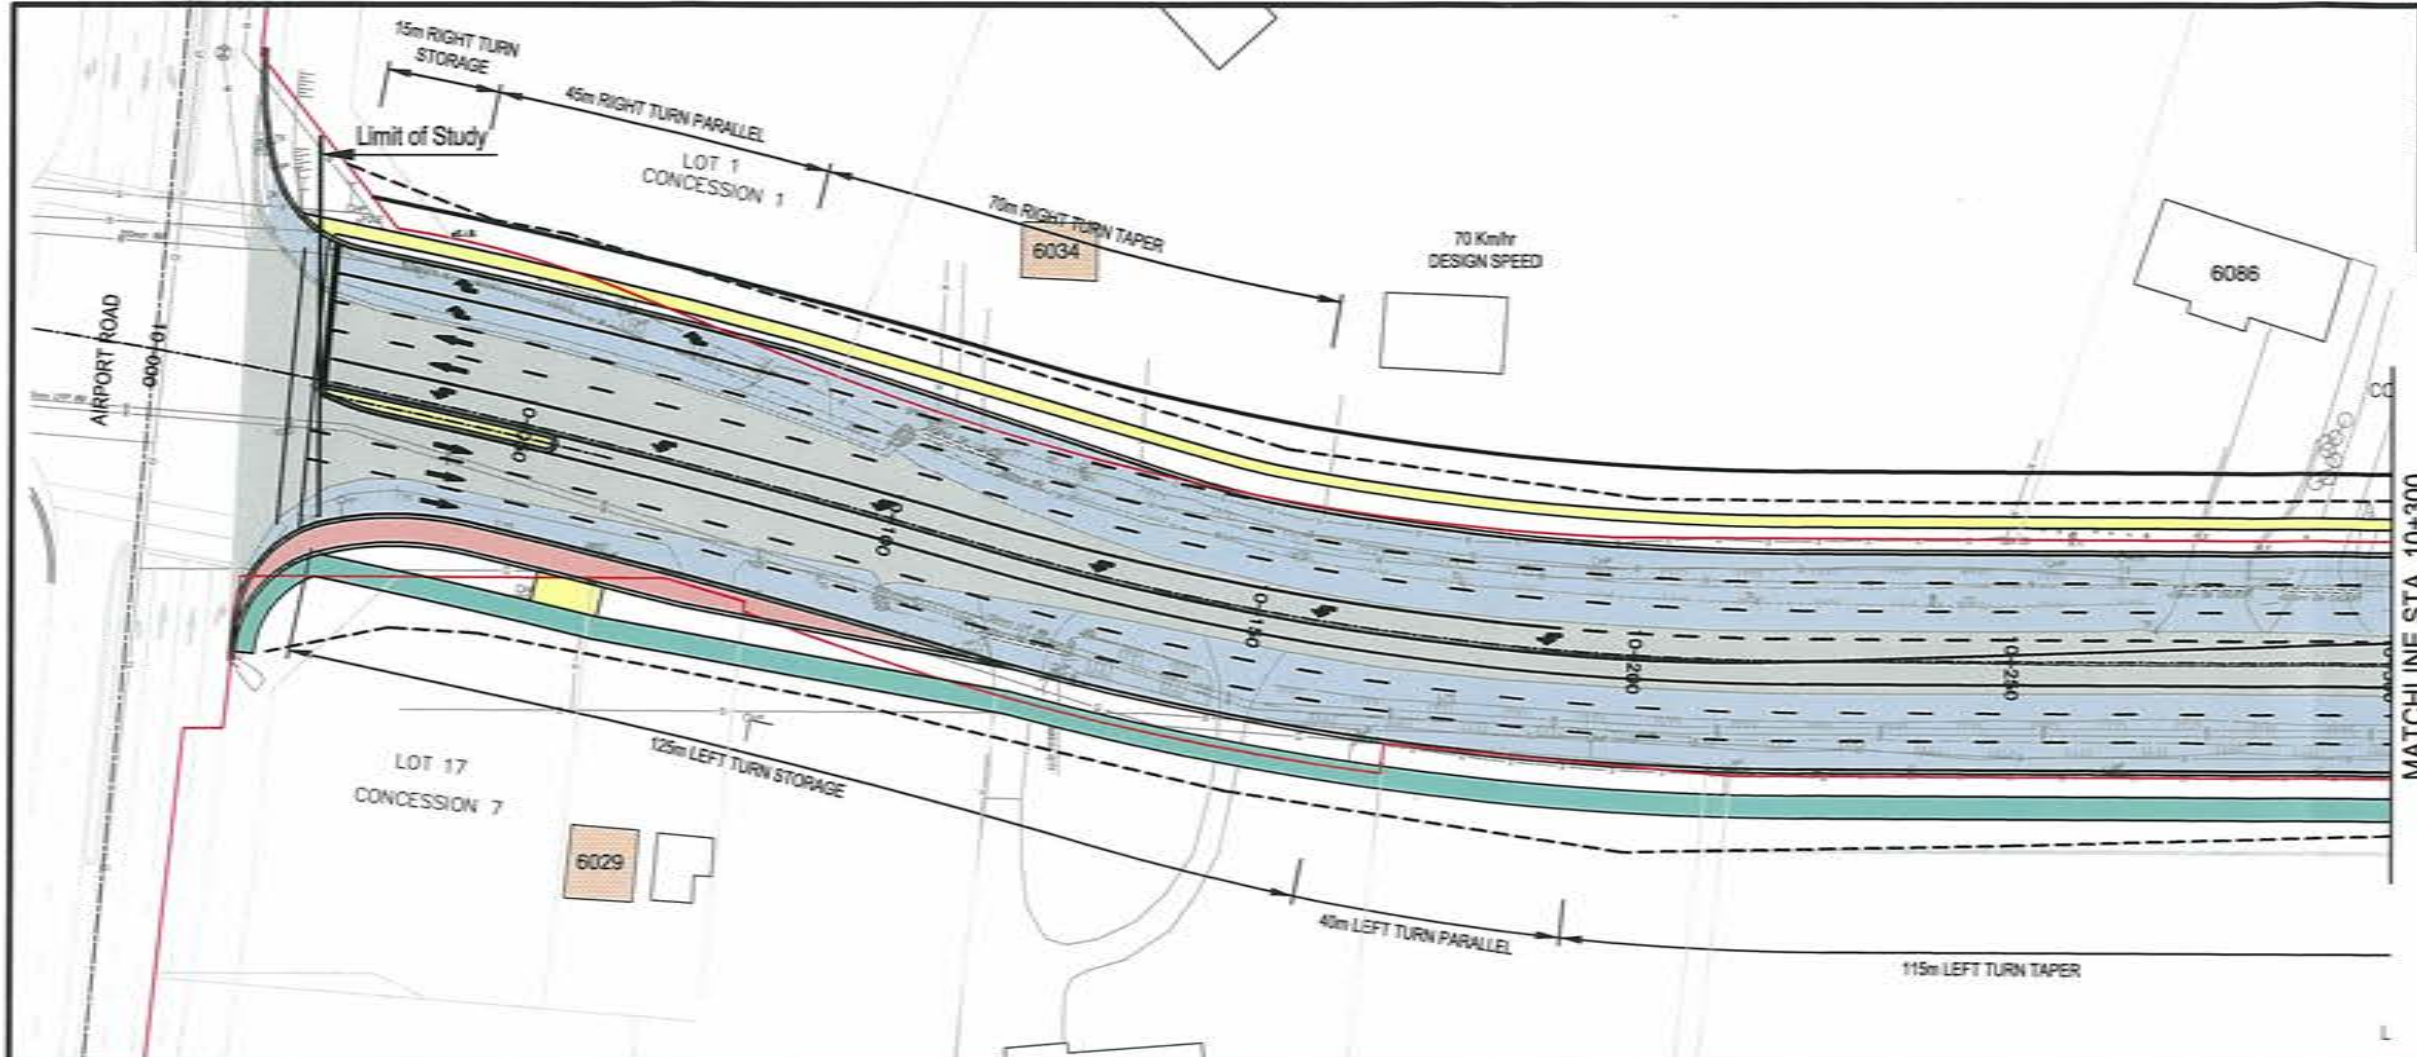 15m RIGHT TURN
STORAGE
45m RIGHT TURN PARALLEL
Limit of Study
LOT 1
CONCESSION 1
70m RIGHT TURN TAPER
6034
70 Km/hr
DESIGN SPEED
6086
AIRPORT ROAD
10+000
0+100
0+150
10+200
10+250
MATCHLINE STA. 10+300
125m LEFT TURN STORAGE
LOT 17
CONCESSION 7
6029
40m LEFT TURN PARALLEL
115m LEFT TURN TAPER